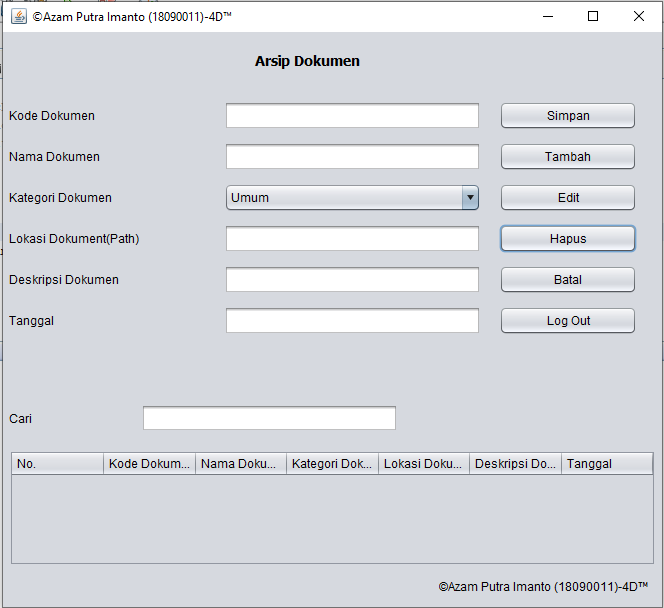 ©Azam Putra Imanto (18090011)-4D™
Arsip Dokumen
Kode Dokumen Simpan
Nama Dokumen Tambah
Kategori Dokumen Umum Edit
Lokasi Dokument(Path) Hapus
Deskripsi Dokumen Batal
Tanggal Log Out
Cari
No. Kode Dokum... Nama Doku... Kategori Dok... Lokasi Doku... Deskripsi Do... Tanggal
©Azam Putra Imanto (18090011)-4D™